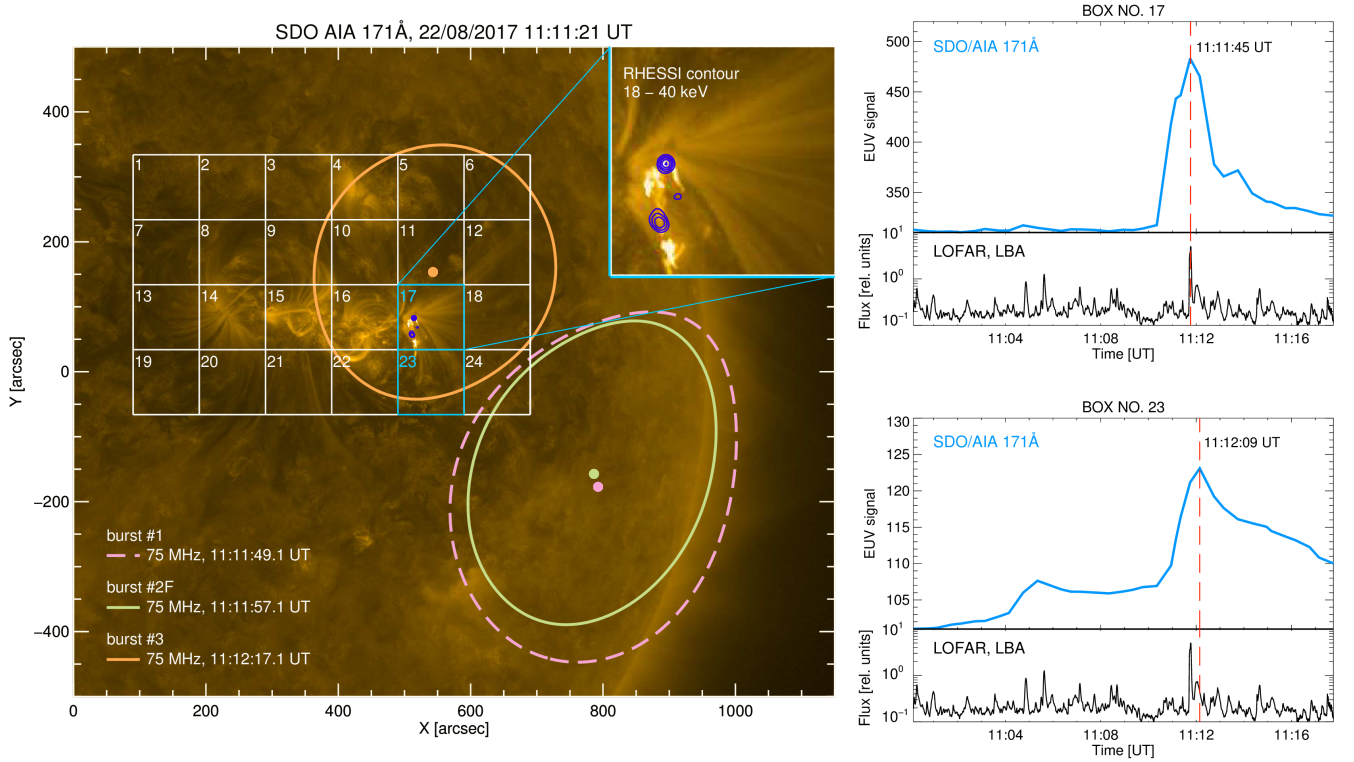 SDO AIA 171Å, 22/08/2017 11:11:21 UT
RHESSI contour
18 – 40 keV
1 2 3 4 5 6
7 8 9 10 11 12
13 14 15 16 17 18
19 20 21 22 23 24
burst #1
75 MHz, 11:11:49.1 UT
burst #2F
75 MHz, 11:11:57.1 UT
burst #3
75 MHz, 11:12:17.1 UT
Y [arcsec]
400
200
0
−200
−400
0 200 400 600 800 1000
X [arcsec]
BOX NO. 17
SDO/AIA 171Å
11:11:45 UT
EUV signal
500
450
400
350
LOFAR, LBA
Flux [rel. units]
10¹
10⁰
10⁻¹
11:04 11:08 11:12 11:16
Time [UT]
BOX NO. 23
SDO/AIA 171Å
11:12:09 UT
EUV signal
130
125
120
115
110
105
LOFAR, LBA
Flux [rel. units]
10¹
10⁰
10⁻¹
11:04 11:08 11:12 11:16
Time [UT]